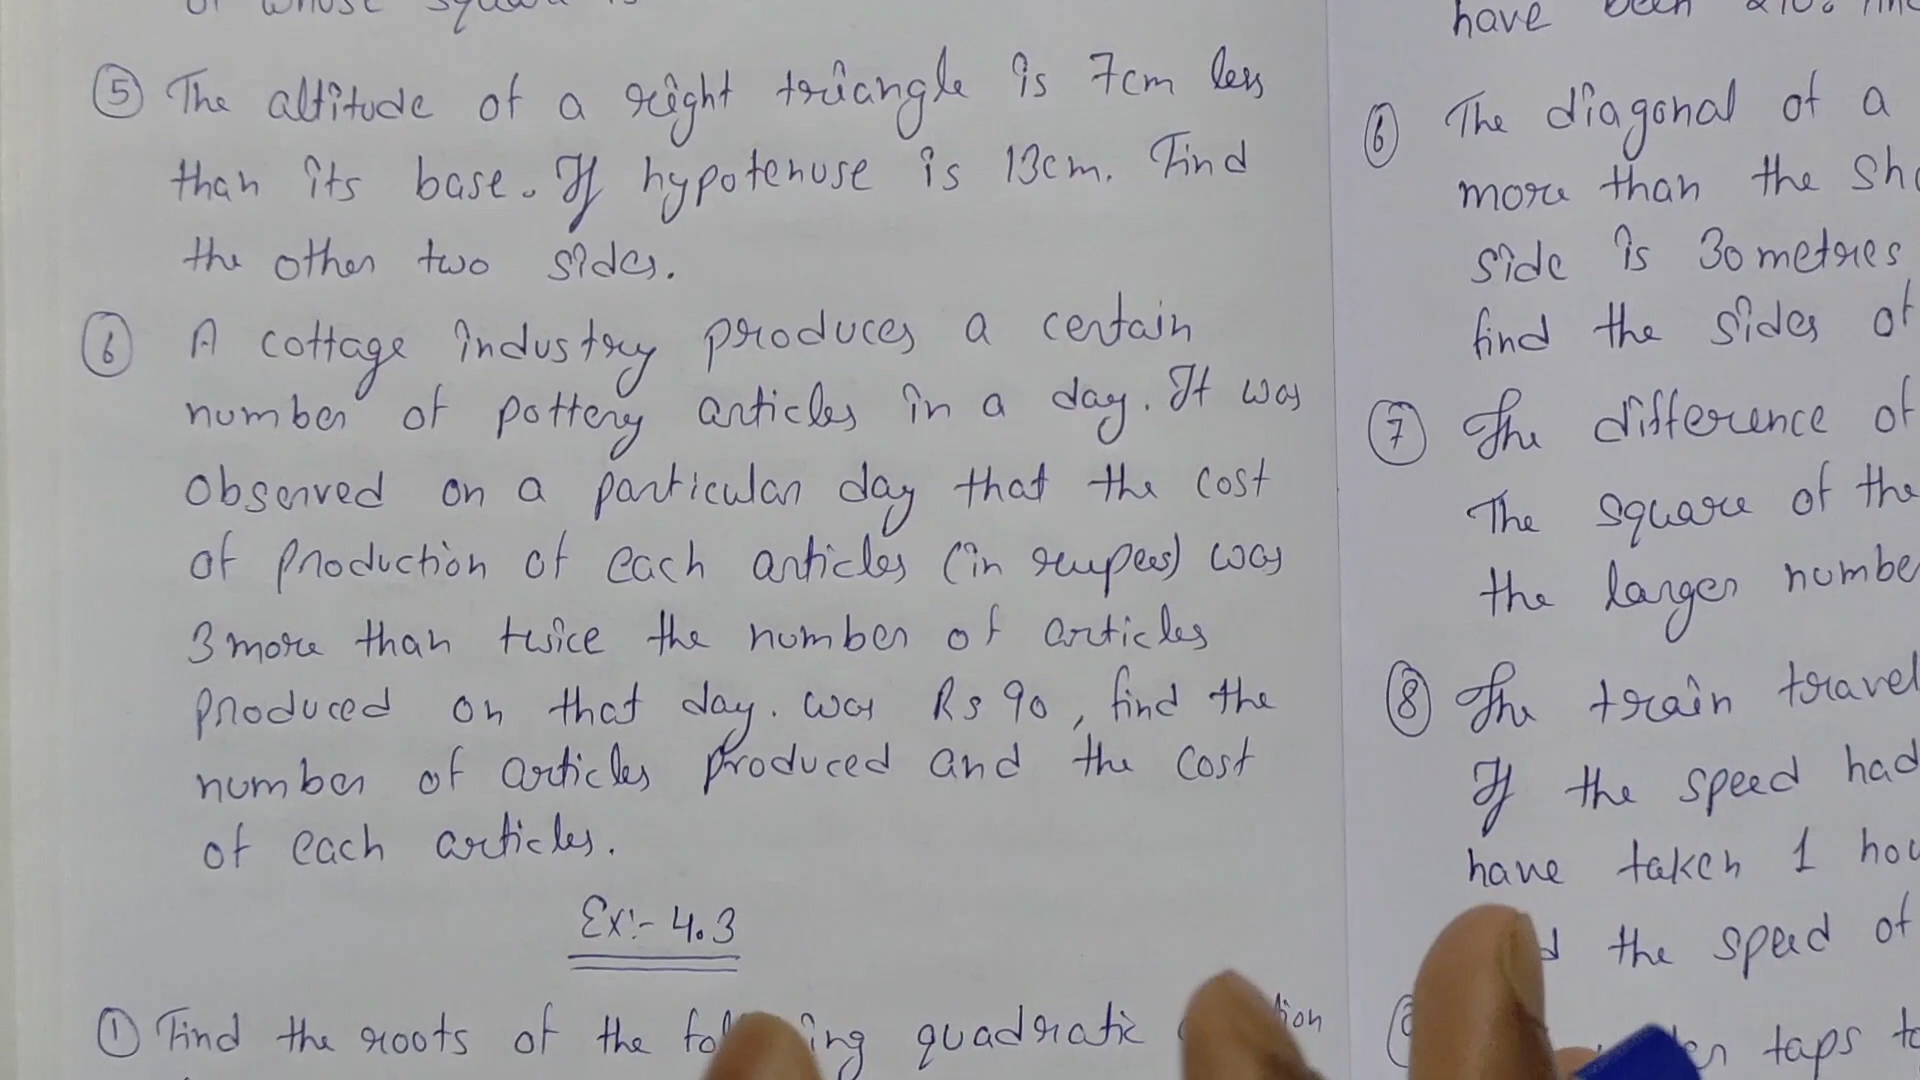 of whose square is
⑤ The altitude of a right triangle is 7cm less
than its base. If hypotenuse is 13cm. Find
the other two sides.
⑥ A cottage industry produces a certain
number of pottery articles in a day. It was
observed on a particular day that the cost
of production of each articles (in rupees) was
3 more than twice the number of articles
produced on that day. was Rs 90, find the
number of articles produced and the cost
of each articles.
Ex:- 4.3
① Find the roots of the quadratic
have been
⑥ The diagonal of a
more than the
side is 30 metres
find the sides of
⑦ The difference of
The square of the
the larger
⑧ The train
If the speed had
have taken 1
the speed of
taps